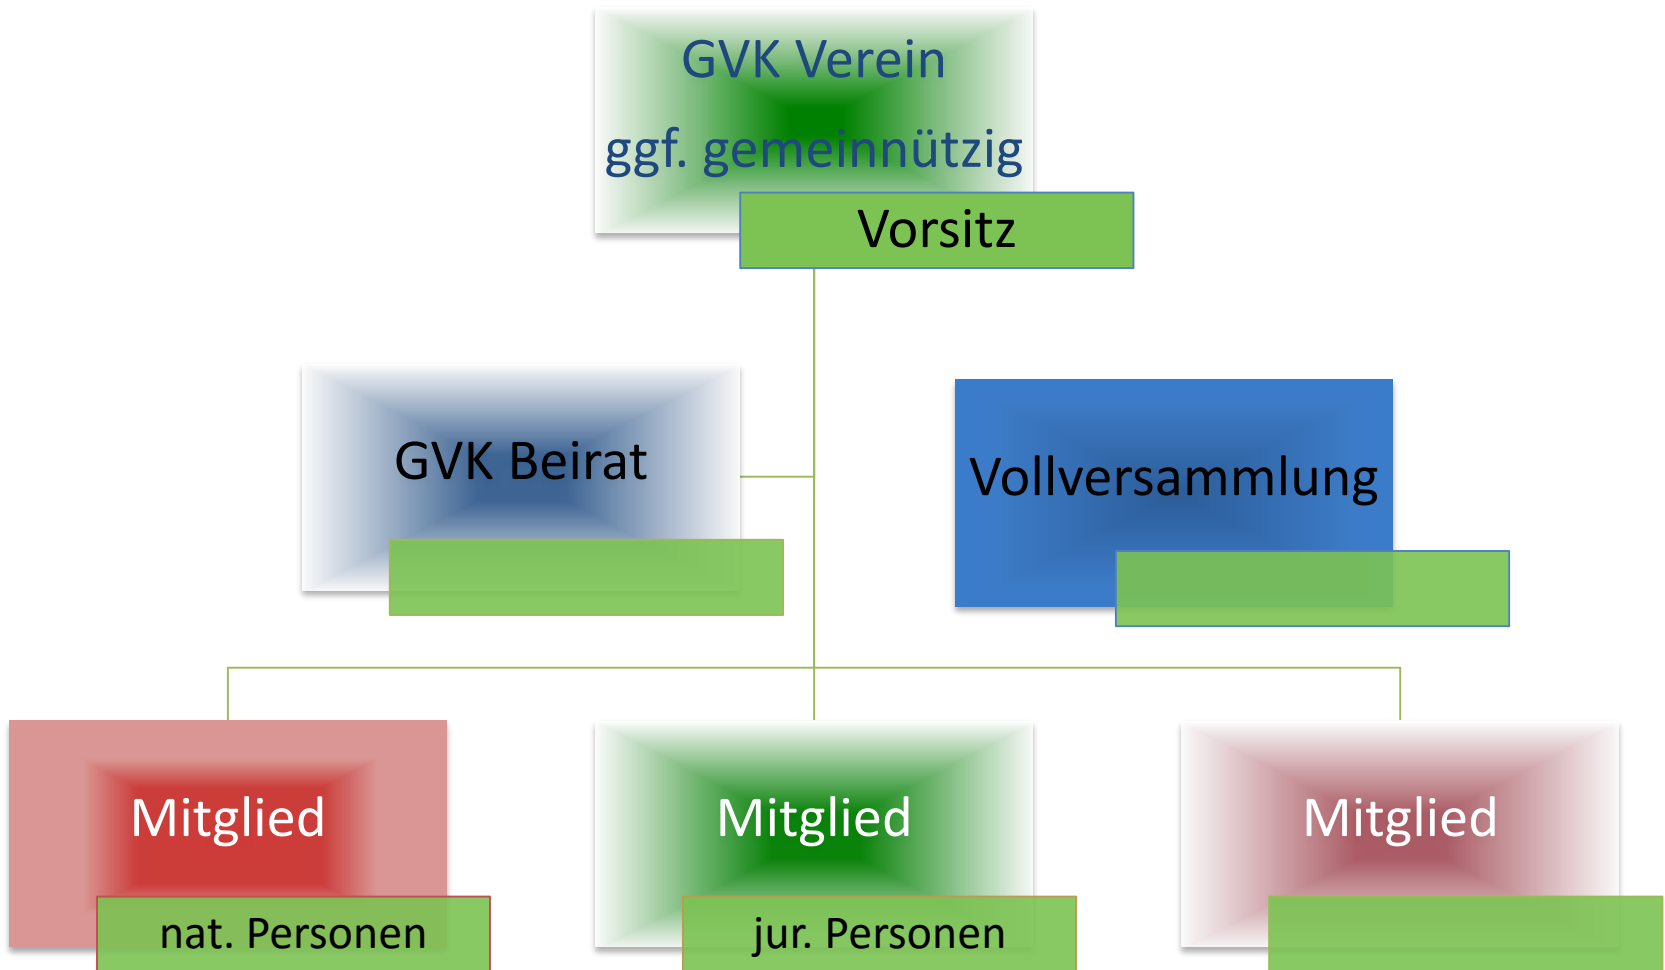 GVK Verein
ggf. gemeinnützig
Vorsitz
GVK Beirat
Vollversammlung
Mitglied
nat. Personen
Mitglied
jur. Personen
Mitglied